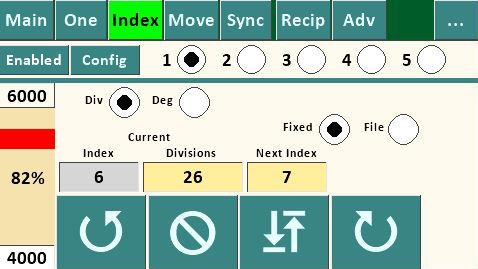 Main One Index Move Sync Recip Adv ...
Enabled Config 1 2 3 4 5
6000 Div Deg
Fixed File
Current
Index Divisions Next Index
82% 6 26 7
4000